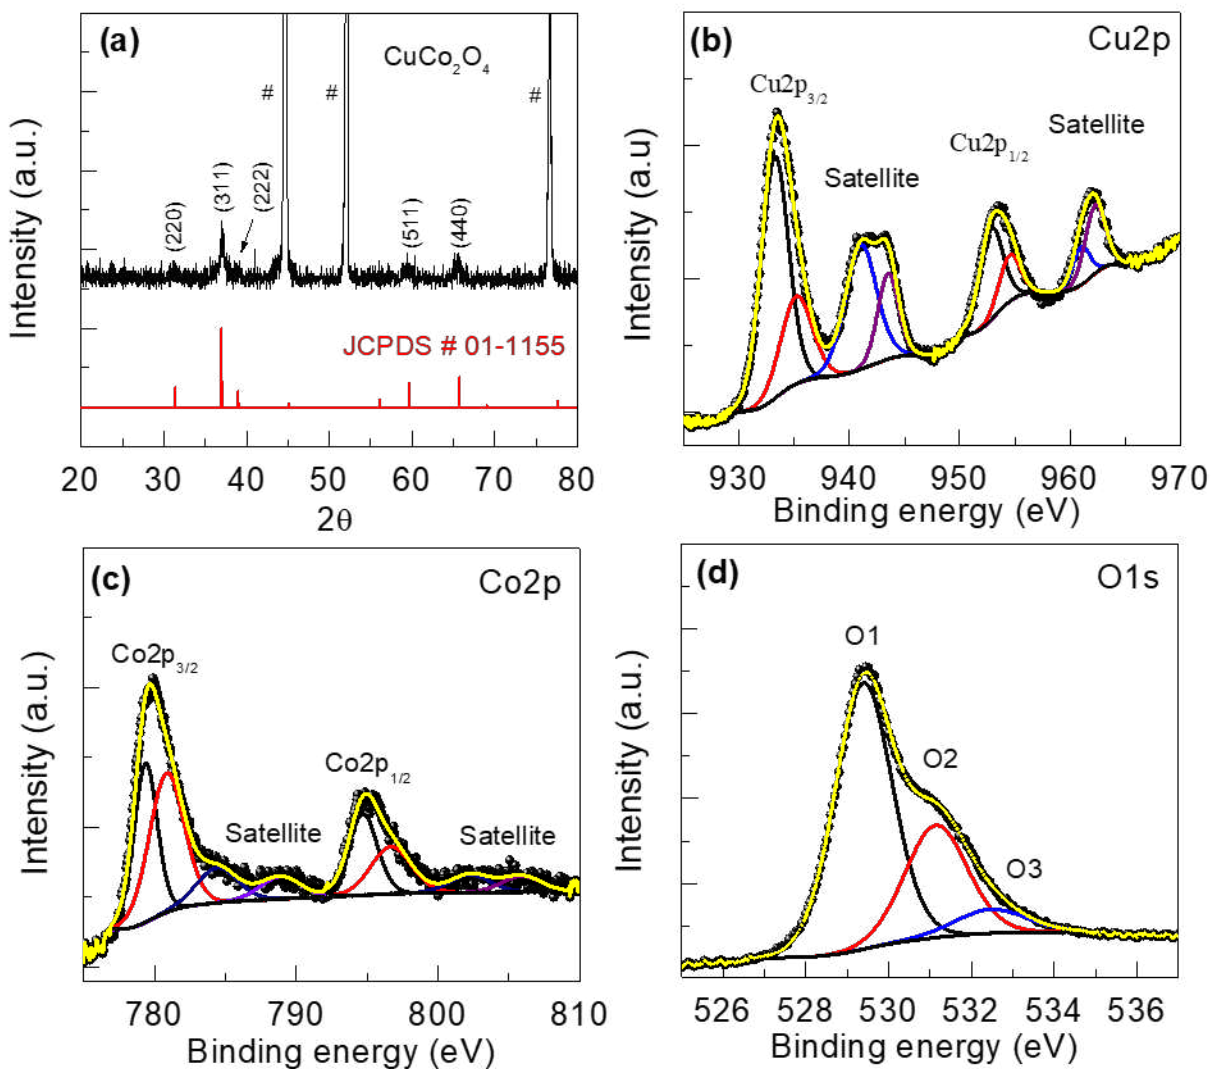 (a)
CuCo₂O₄
# # #
(220)
(311)
(222)
(511)
(440)
JCPDS # 01-1155
Intensity (a.u.)
20 30 40 50 60 70 80
2θ
(b)
Cu2p
Cu2p3/2
Satellite
Cu2p1/2
Satellite
Intensity (a.u)
930 940 950 960 970
Binding energy (eV)
(c)
Co2p
Co2p3/2
Satellite
Co2p1/2
Satellite
Intensity (a.u.)
780 790 800 810
Binding energy (eV)
(d)
O1s
O1
O2
O3
Intensity (a.u.)
526 528 530 532 534 536
Binding energy (eV)